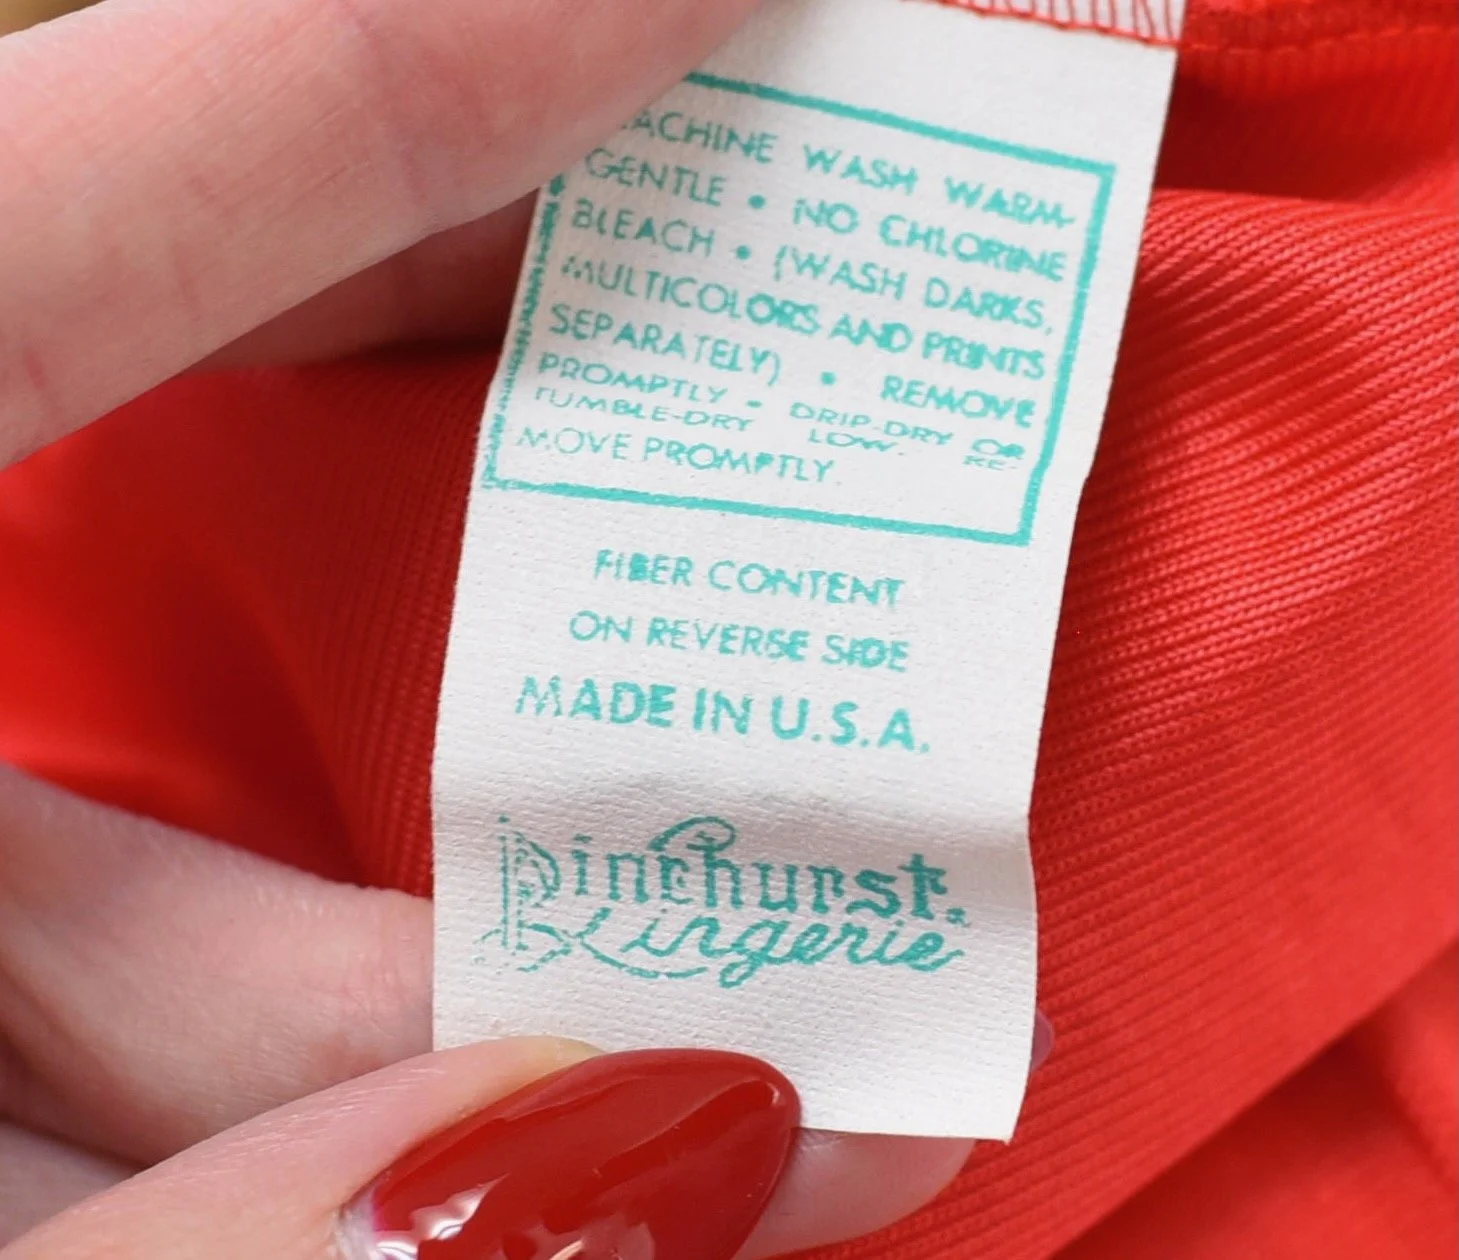 MACHINE WASH WARM-
GENTLE • NO CHLORINE
BLEACH • (WASH DARKS,
MULTICOLORS AND PRINTS
SEPARATELY) • REMOVE
PROMPTLY - DRIP-DRY OR
TUMBLE-DRY LOW. RE-
MOVE PROMPTLY.
FIBER CONTENT
ON REVERSE SIDE
MADE IN U.S.A.
Pinehurst
Lingerie